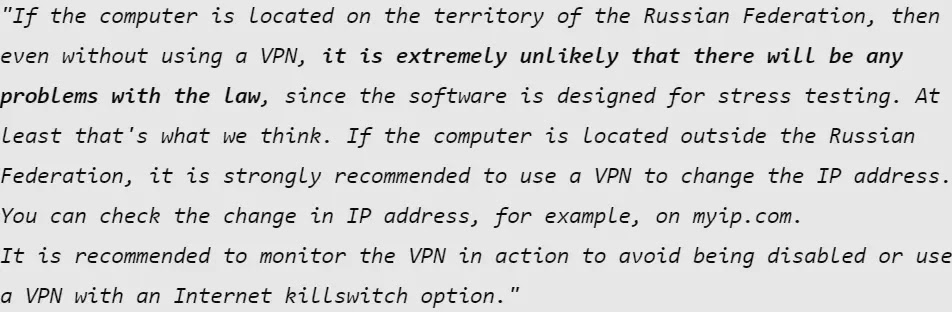 "If the computer is located on the territory of the Russian Federation, then
even without using a VPN, it is extremely unlikely that there will be any
problems with the law, since the software is designed for stress testing. At
least that's what we think. If the computer is located outside the Russian
Federation, it is strongly recommended to use a VPN to change the IP address.
You can check the change in IP address, for example, on myip.com.
It is recommended to monitor the VPN in action to avoid being disabled or use
a VPN with an Internet killswitch option."